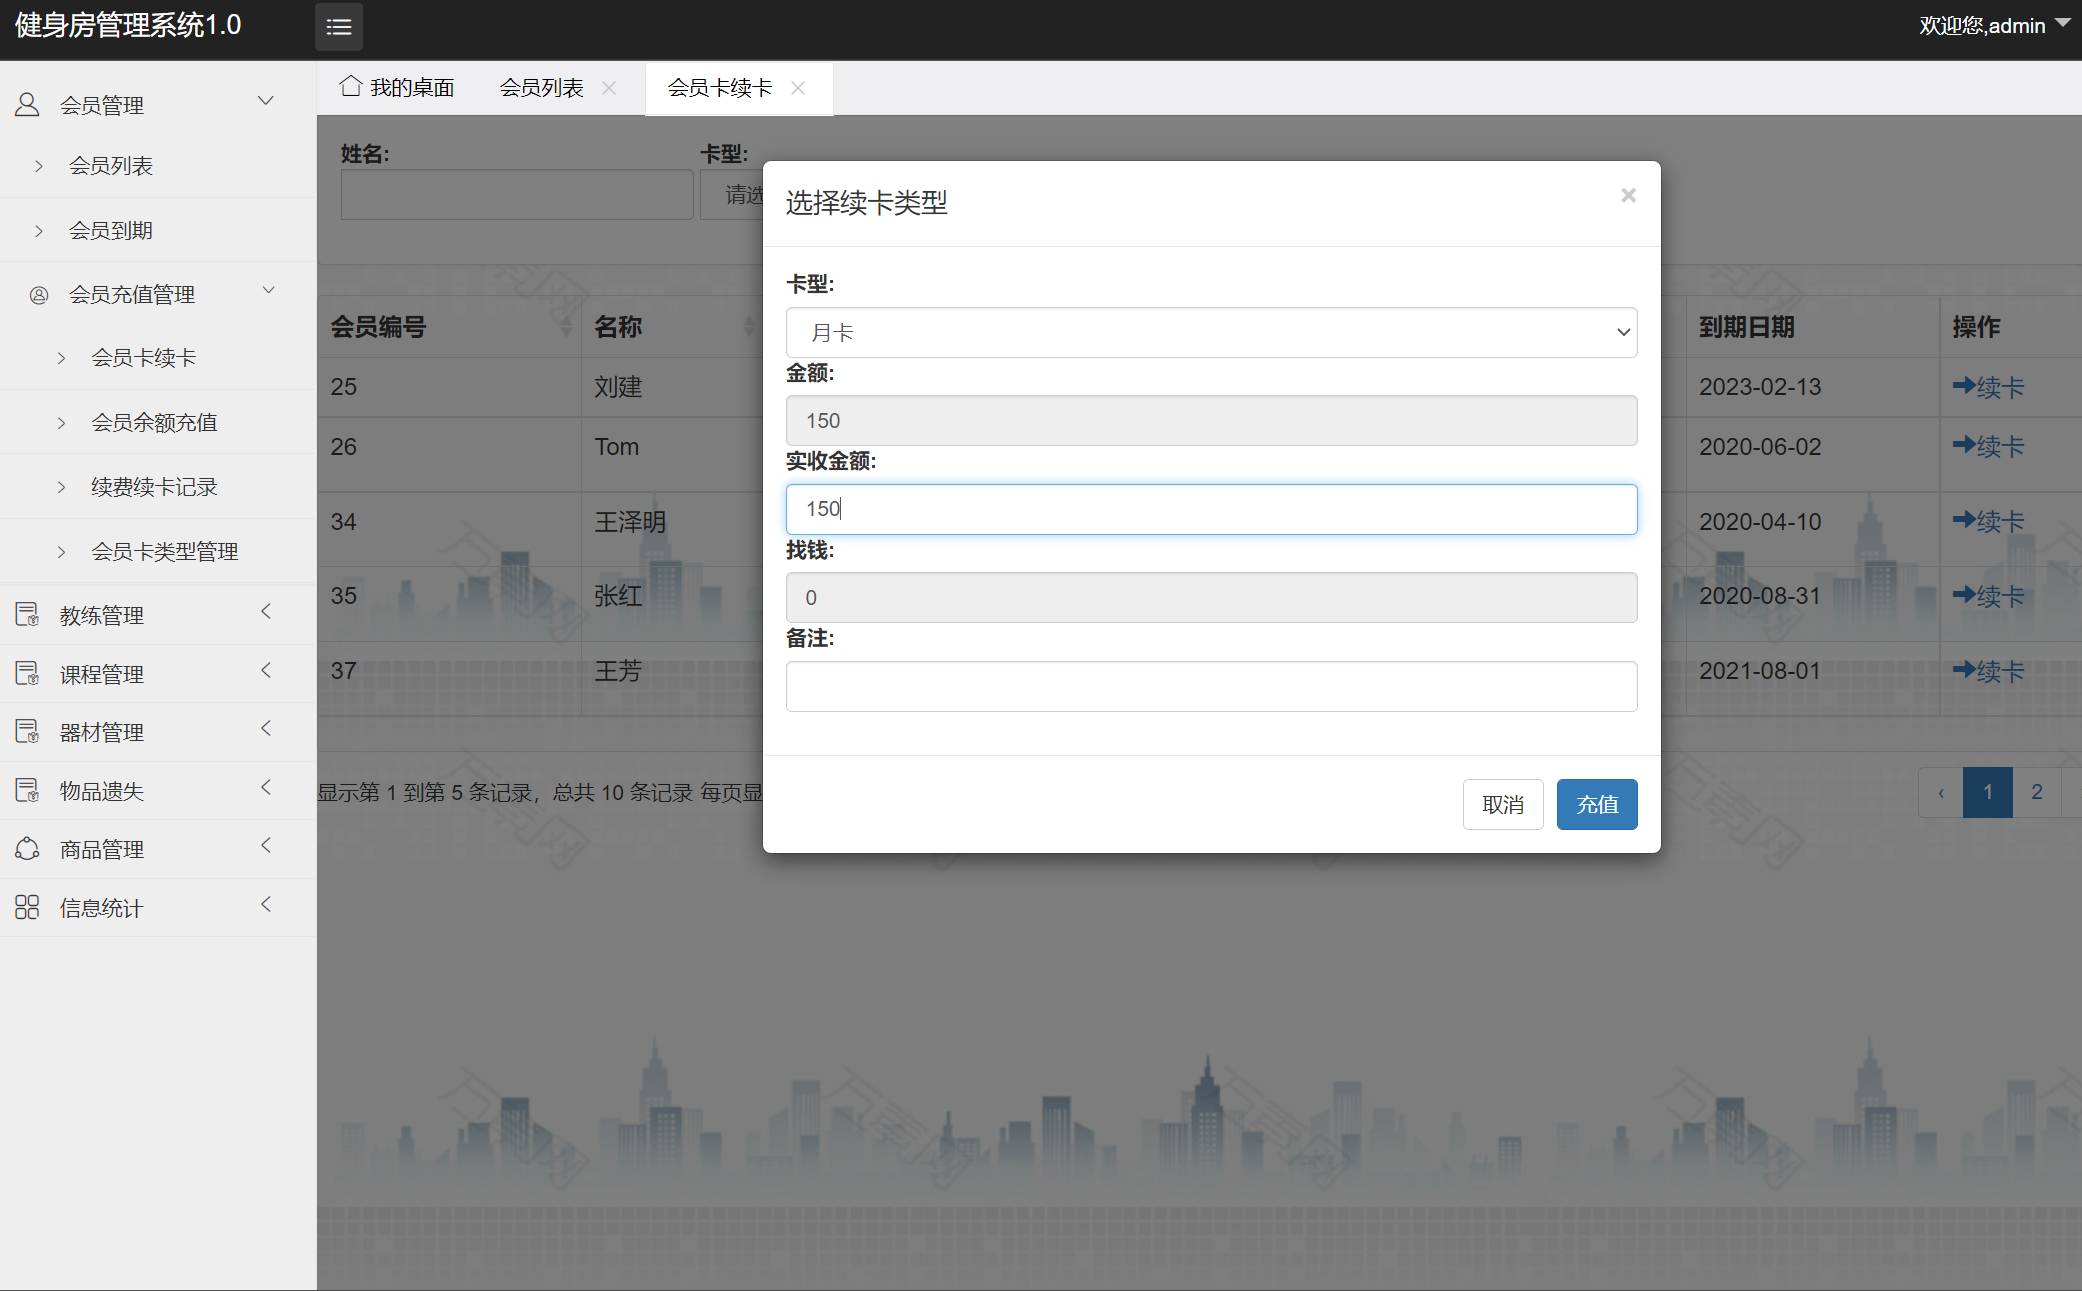 健身房管理系统1.0
欢迎您,admin
会员管理
会员列表
会员到期
会员充值管理
会员卡续卡
会员余额充值
续费续卡记录
会员卡类型管理
教练管理
课程管理
器材管理
物品遗失
商品管理
信息统计
我的桌面 会员列表 会员卡续卡
姓名: 卡型:
请选
会员编号 名称 到期日期 操作
25 刘建 2023-02-13 续卡
26 Tom 2020-06-02 续卡
34 王泽明 2020-04-10 续卡
35 张红 2020-08-31 续卡
37 王芳 2021-08-01 续卡
显示第 1 到第 5 条记录，总共 10 条记录 每页显
‹ 1 2
选择续卡类型
×
卡型:
月卡
金额:
150
实收金额:
150
找钱:
0
备注:
取消 充值